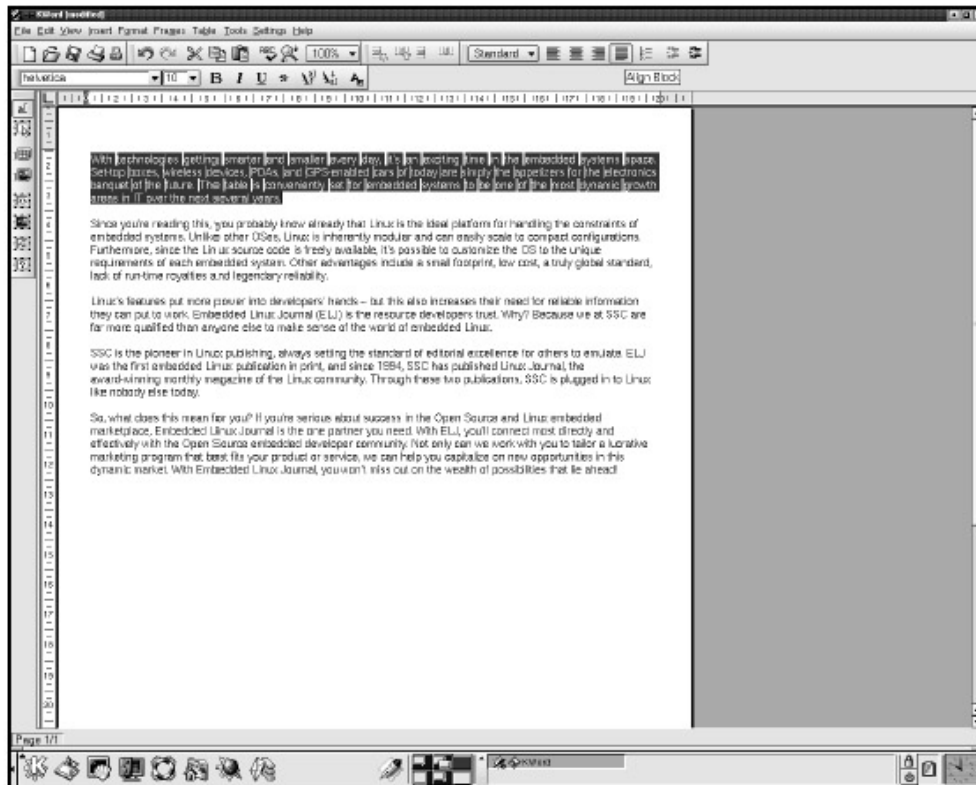 KWord [modified]
File Edit View Insert Format Frames Table Tools Settings Help
100% Standard
helvetica 10 B I U Align Block
With technologies getting smarter and smaller every day, it's an exciting time in the embedded systems space.
Set-top boxes, wireless devices, PDAs, and GPS-enabled cars of today are simply the appetizers for the electronics
banquet of the future. The table is conveniently set for embedded systems to be one of the most dynamic growth
areas in IT over the next several years.
Since you're reading this, you probably know already that Linux is the ideal platform for handling the constraints of
embedded systems. Unlike other OSes, Linux is inherently modular and can easily scale to compact configurations.
Furthermore, since the Linux source code is freely available, it's possible to customize the OS to the unique
requirements of each embedded system. Other advantages include a small footprint, low cost, a truly global standard,
lack of run-time royalties and legendary reliability.
Linux's features put more power into developers' hands – but this also increases their need for reliable information
they can put to work. Embedded Linux Journal (ELJ) is the resource developers trust. Why? Because we at SSC are
far more qualified than anyone else to make sense of the world of embedded Linux.
SSC is the pioneer in Linux publishing, always setting the standard of editorial excellence for others to emulate. ELJ
was the first embedded Linux publication in print, and since 1994, SSC has published Linux Journal, the
award-winning monthly magazine of the Linux community. Through these two publications, SSC is plugged in to Linux
like nobody else today.
So, what does this mean for you? If you're serious about success in the Open Source and Linux embedded
marketplace, Embedded Linux Journal is the one partner you need. With ELJ, you'll connect most directly and
effectively with the Open Source embedded developer community. Not only can we work with you to tailor a lucrative
marketing program that best fits your product or service, we can help you capitalize on new opportunities in this
dynamic market. With Embedded Linux Journal, you won't miss out on the wealth of possibilities that lie ahead!
Page 1/1
KWord